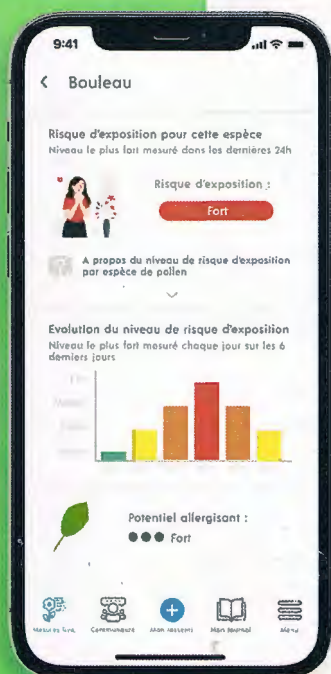 9:41
Bouleau
Risque d'exposition pour cette espèce
Niveau le plus fort mesuré dans les dernières 24h
Risque d'exposition :
Fort
A propos du niveau de risque d'exposition
par espèce de pollen
Evolution du niveau de risque d'exposition
Niveau le plus fort mesuré chaque jour sur les 6
derniers jours
Potentiel allergisant :
Fort
Mesures live
Communauté
Mon ressenti
Mon Journal
Menu